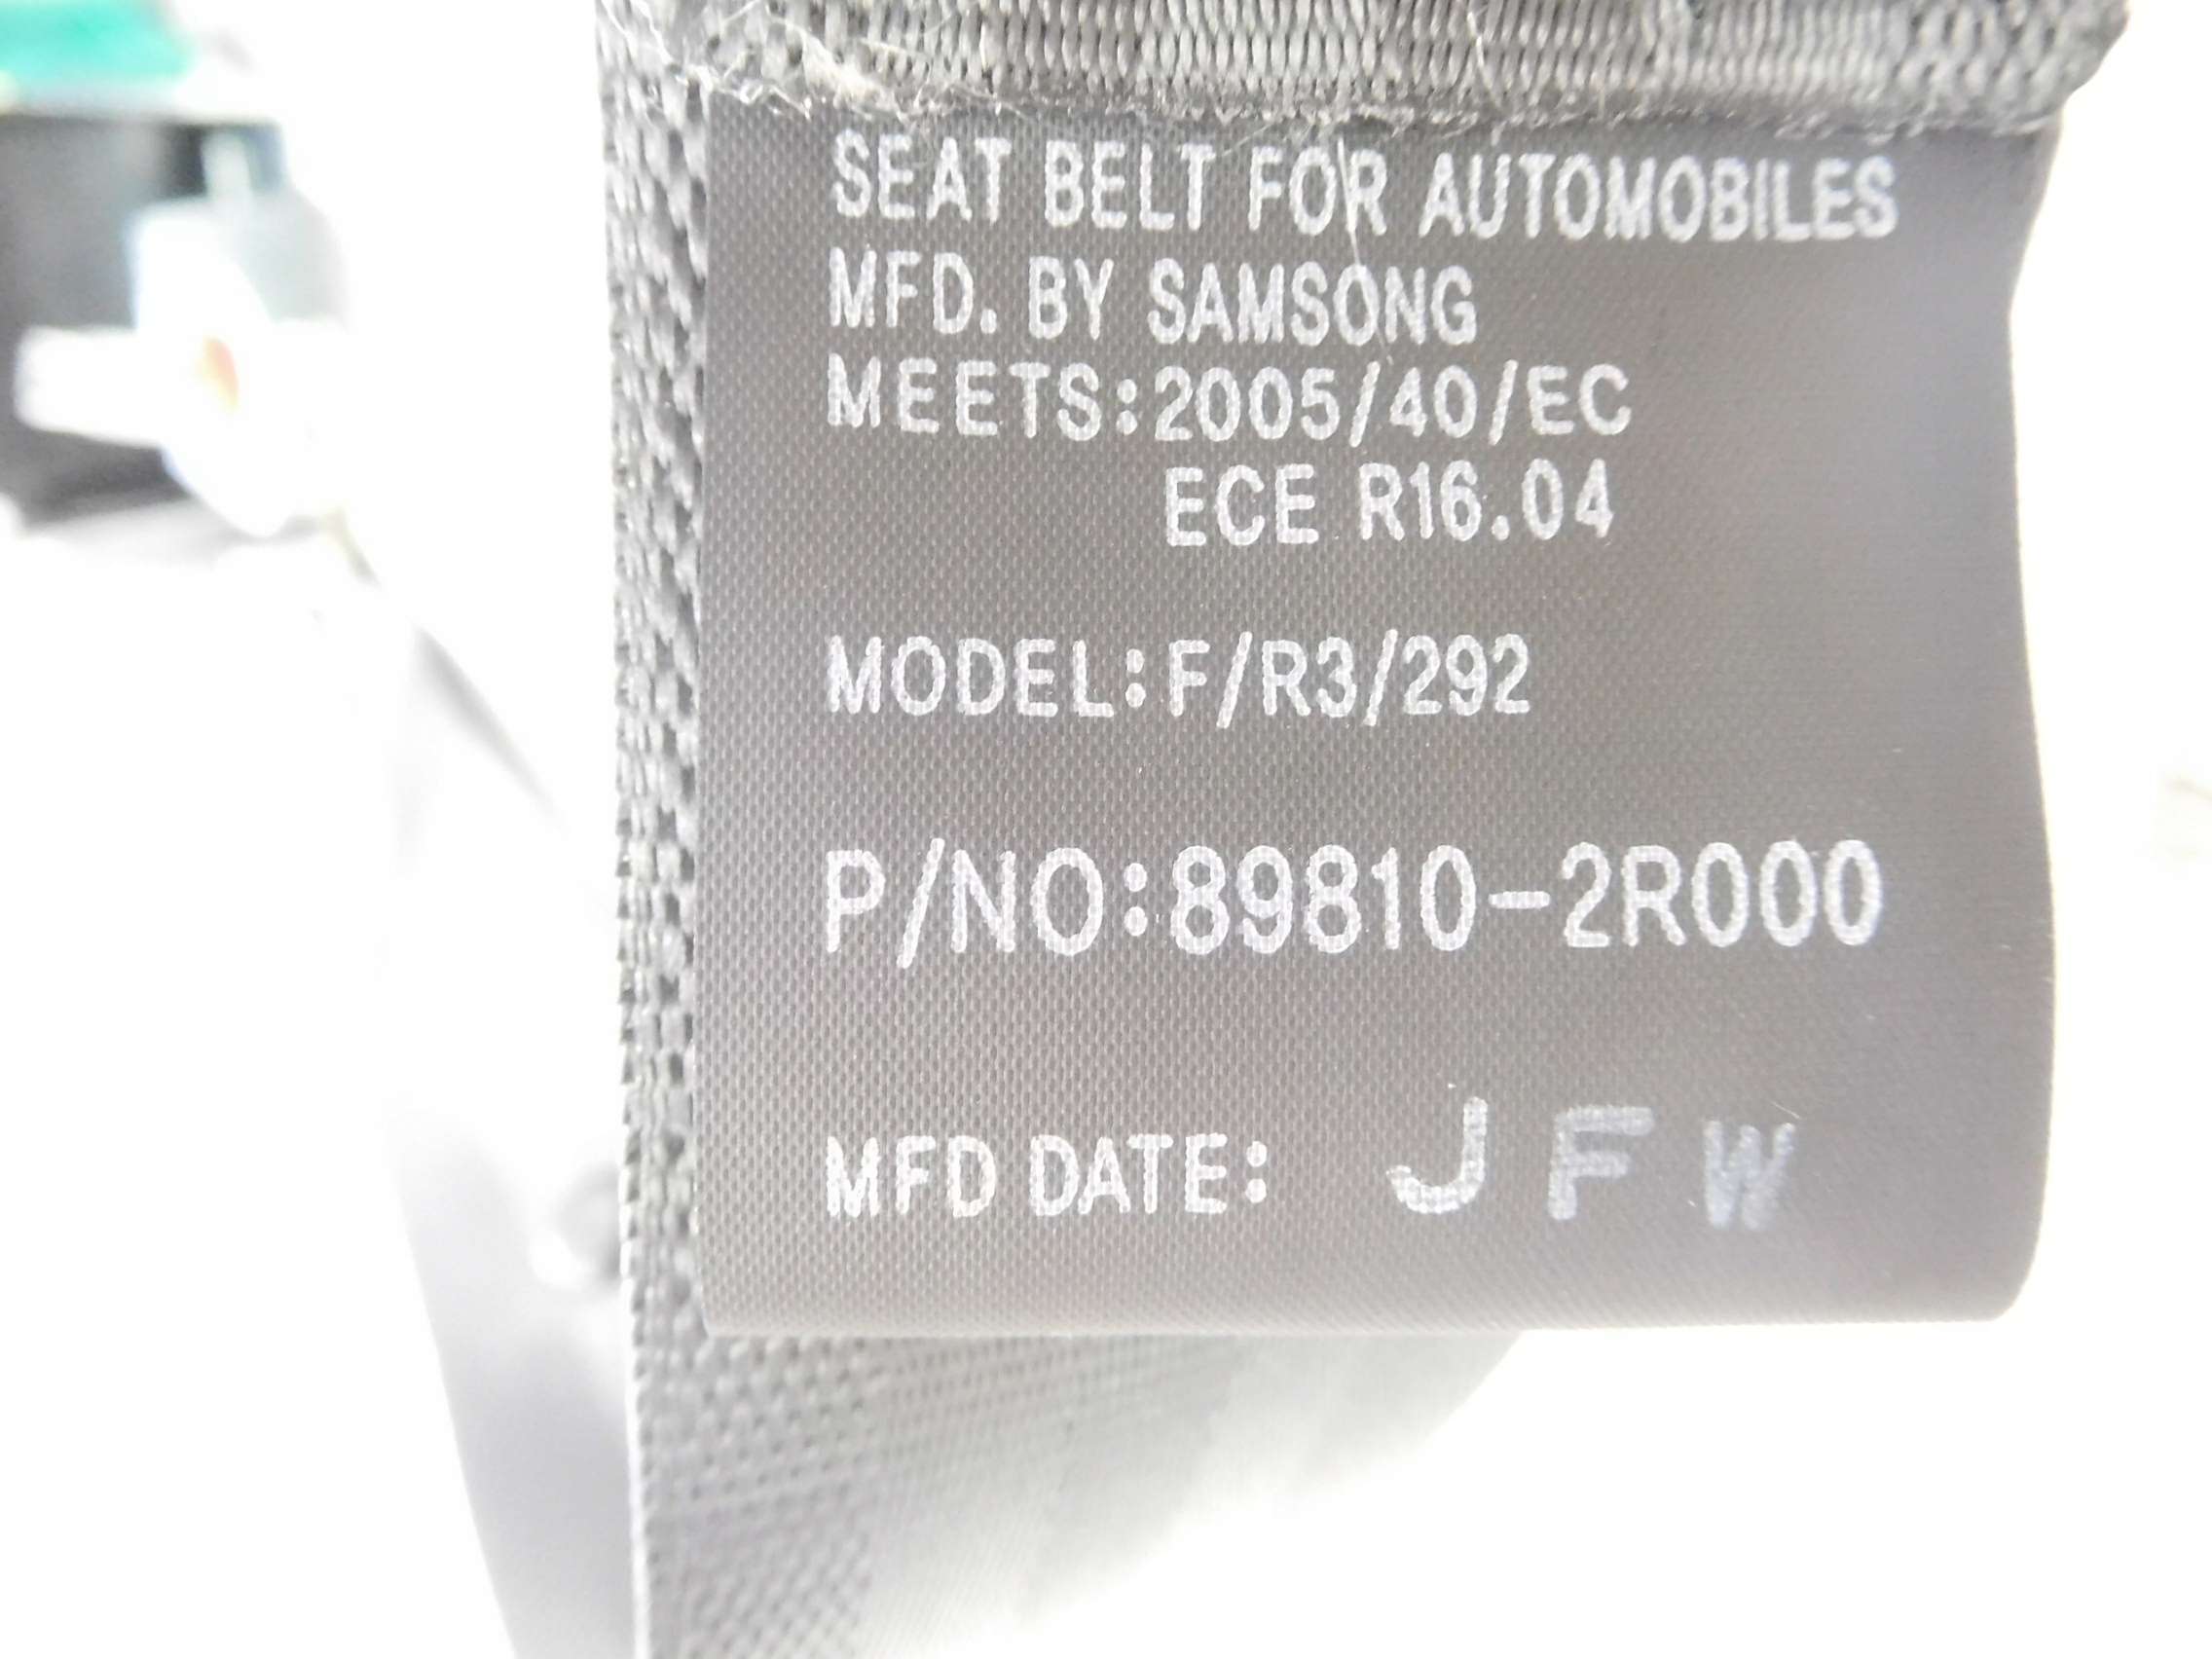 SEAT BELT FOR AUTOMOBILES
MFD. BY SAMSONG
MEETS:2005/40/EC
ECE R16.04
MODEL:F/R3/292
P/NO:89810-2R000
MFD DATE: JFW